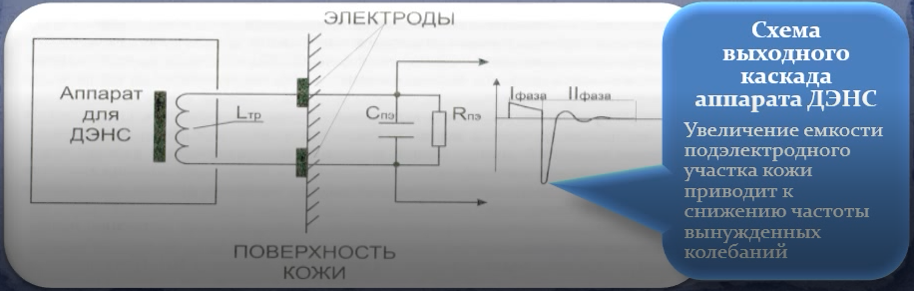 ЭЛЕКТРОДЫ
Аппарат
для
ДЭНС
Lтр
Cпэ
Rпэ
Iфаза
IIфаза
ПОВЕРХНОСТЬ
КОЖИ
Схема
выходного
каскада
аппарата ДЭНС
Увеличение емкости
подэлектродного
участка кожи
приводит к
снижению частоты
вынужденных
колебаний